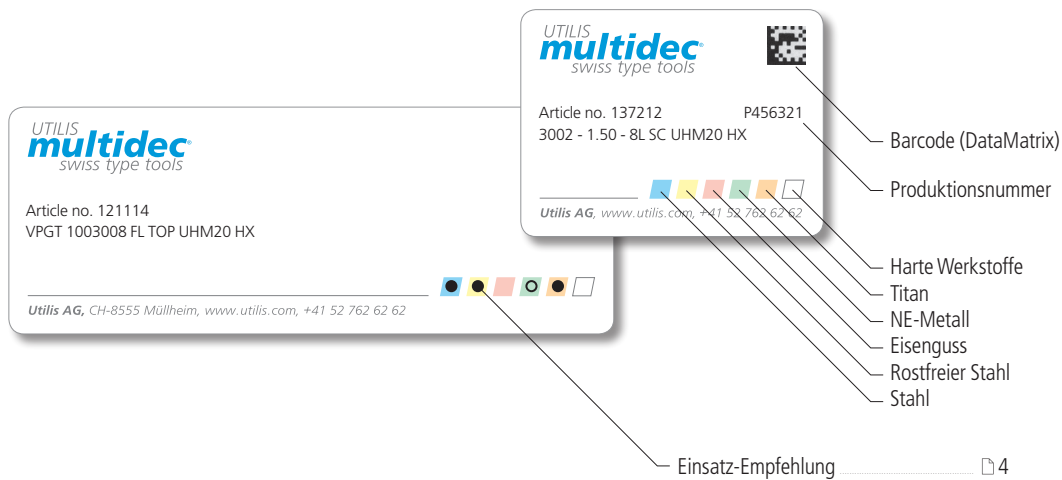 UTILIS
multidec®
swiss type tools
Article no. 137212 P456321
3002 - 1.50 - 8L SC UHM20 HX
Utilis AG, www.utilis.com, +41 52 762 62 62
UTILIS
multidec®
swiss type tools
Article no. 121114
VPGT 1003008 FL TOP UHM20 HX
Utilis AG, CH-8555 Müllheim, www.utilis.com, +41 52 762 62 62
Barcode (DataMatrix)
Produktionsnummer
Harte Werkstoffe
Titan
NE-Metall
Eisenguss
Rostfreier Stahl
Stahl
Einsatz-Empfehlung 4